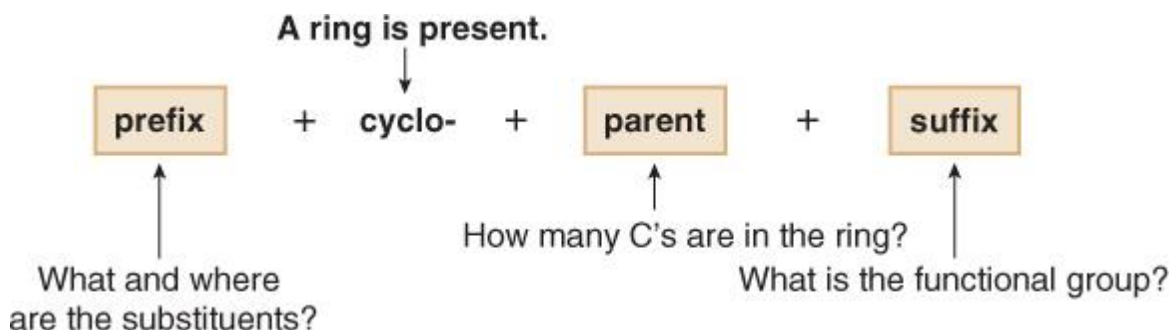 A ring is present.
prefix + cyclo- + parent + suffix
How many C's are in the ring?
What and where
are the substituents?
What is the functional group?